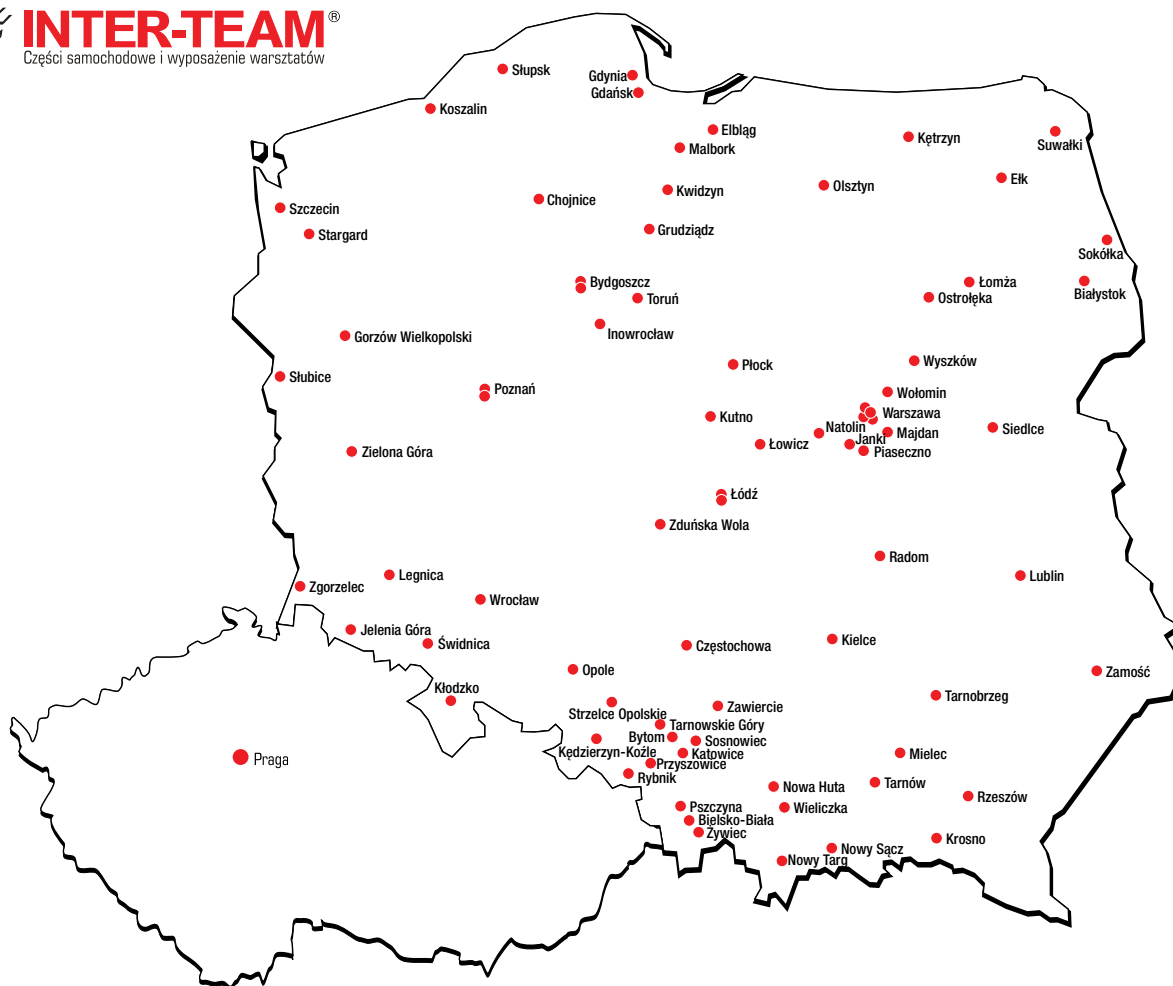 INTER-TEAM®
Części samochodowe i wyposażenie warsztatów
Słupsk
Gdynia
Gdańsk
Koszalin
Elbląg
Malbork
Kętrzyn
Suwałki
Ełk
Kwidzyn
Olsztyn
Chojnice
Szczecin
Stargard
Grudziądz
Sokółka
Bydgoszcz
Toruń
Łomża
Ostrołęka
Białystok
Inowrocław
Gorzów Wielkopolski
Płock
Wyszków
Słubice
Poznań
Wołomin
Kutno
Warszawa
Natolin
Majdan
Siedlce
Janki
Łowicz
Piaseczno
Zielona Góra
Łódź
Zduńska Wola
Radom
Legnica
Lublin
Zgorzelec
Wrocław
Jelenia Góra
Świdnica
Częstochowa
Kielce
Opole
Zamość
Kłodzko
Tarnobrzeg
Zawiercie
Strzelce Opolskie
Tarnowskie Góry
Bytom
Sosnowiec
Kędzierzyn-Koźle
Katowice
Mielec
Praga
Przyszowice
Rybnik
Tarnów
Nowa Huta
Rzeszów
Pszczyna
Wieliczka
Bielsko-Biała
Żywiec
Krosno
Nowy Sącz
Nowy Targ